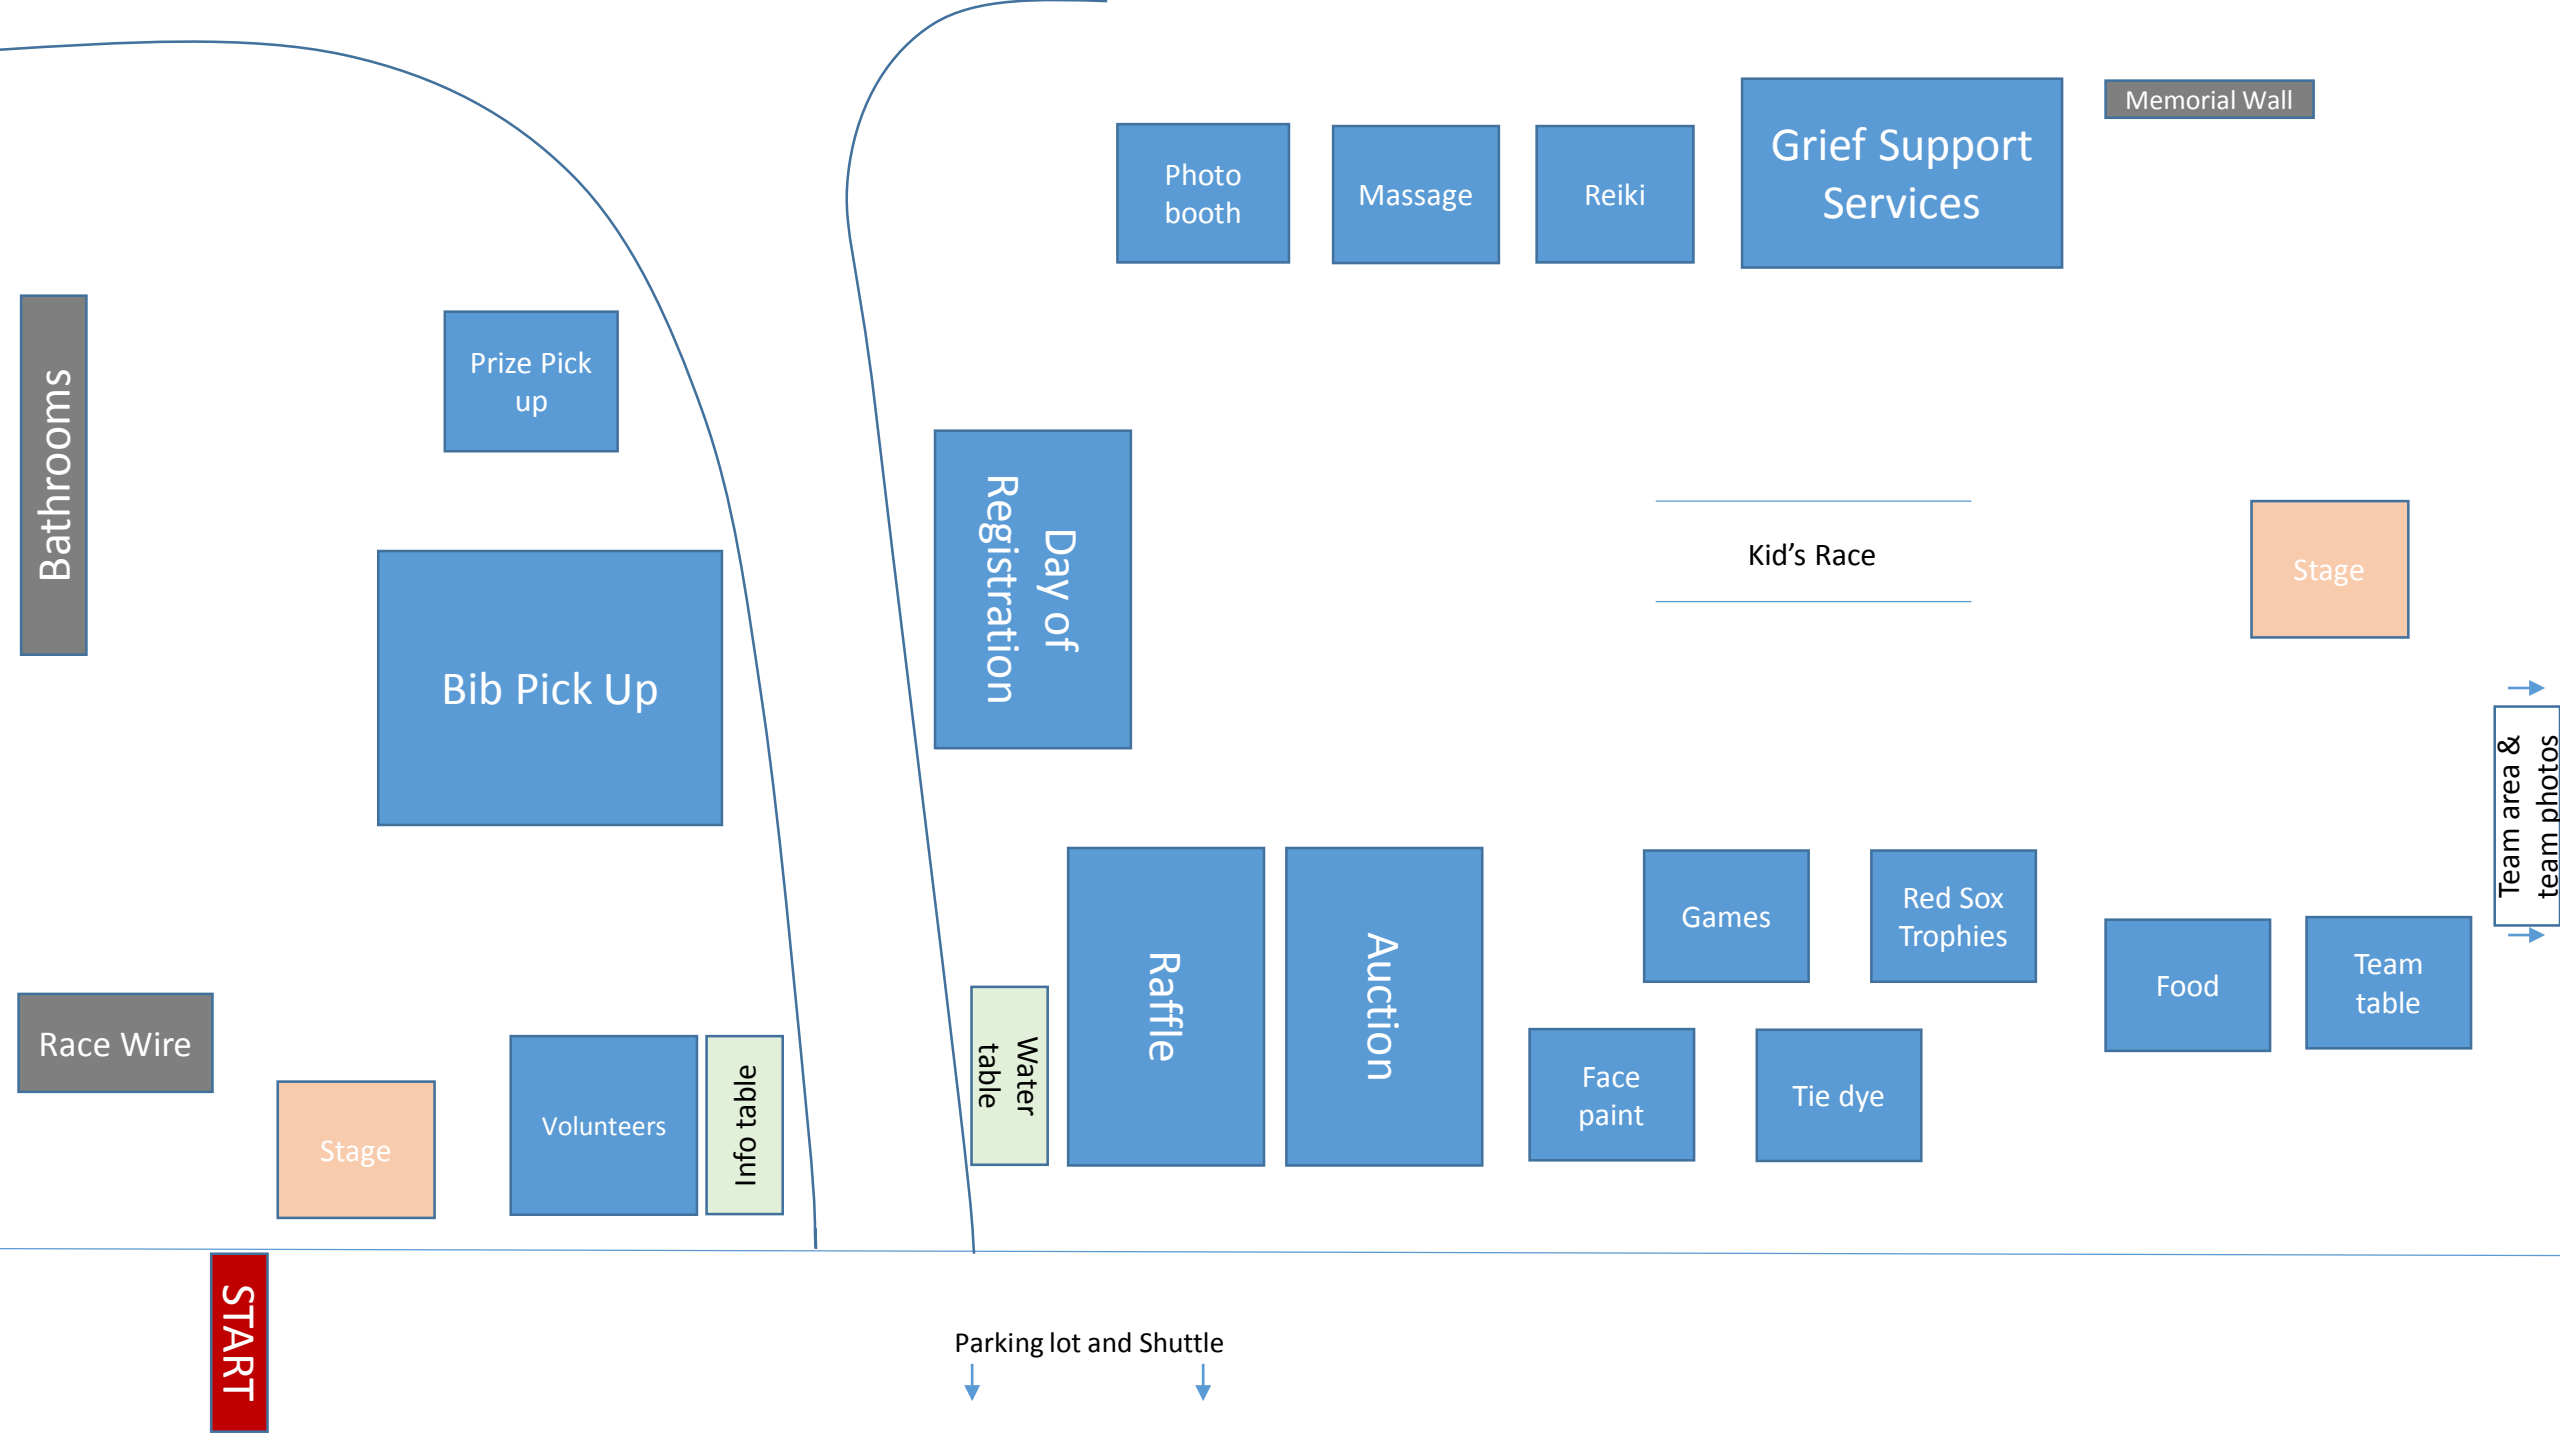 Memorial Wall
Photo
booth
Massage
Reiki
Grief Support
Services
Bathrooms
Prize Pick
up
Day of
Registration
Kid's Race
Stage
Bib Pick Up
Team area &
team photos
Raffle
Auction
Games
Red Sox
Trophies
Food
Team
table
Race Wire
Stage
Volunteers
Info table
Water
table
Face
paint
Tie dye
START
Parking lot and Shuttle